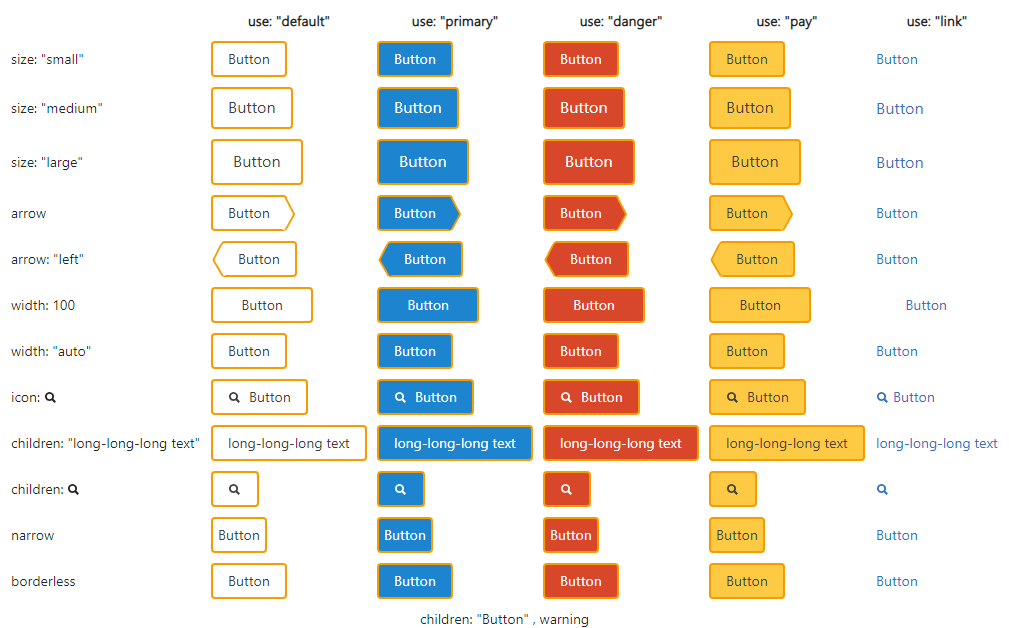 use: "default" use: "primary" use: "danger" use: "pay" use: "link"
size: "small" Button Button Button Button Button
size: "medium" Button Button Button Button Button
size: "large" Button Button Button Button Button
arrow Button Button Button Button Button
arrow: "left" Button Button Button Button Button
width: 100 Button Button Button Button Button
width: "auto" Button Button Button Button Button
icon: Button Button Button Button Button
children: "long-long-long text" long-long-long text long-long-long text long-long-long text long-long-long text long-long-long text
children:
narrow Button Button Button Button Button
borderless Button Button Button Button Button
children: "Button" , warning